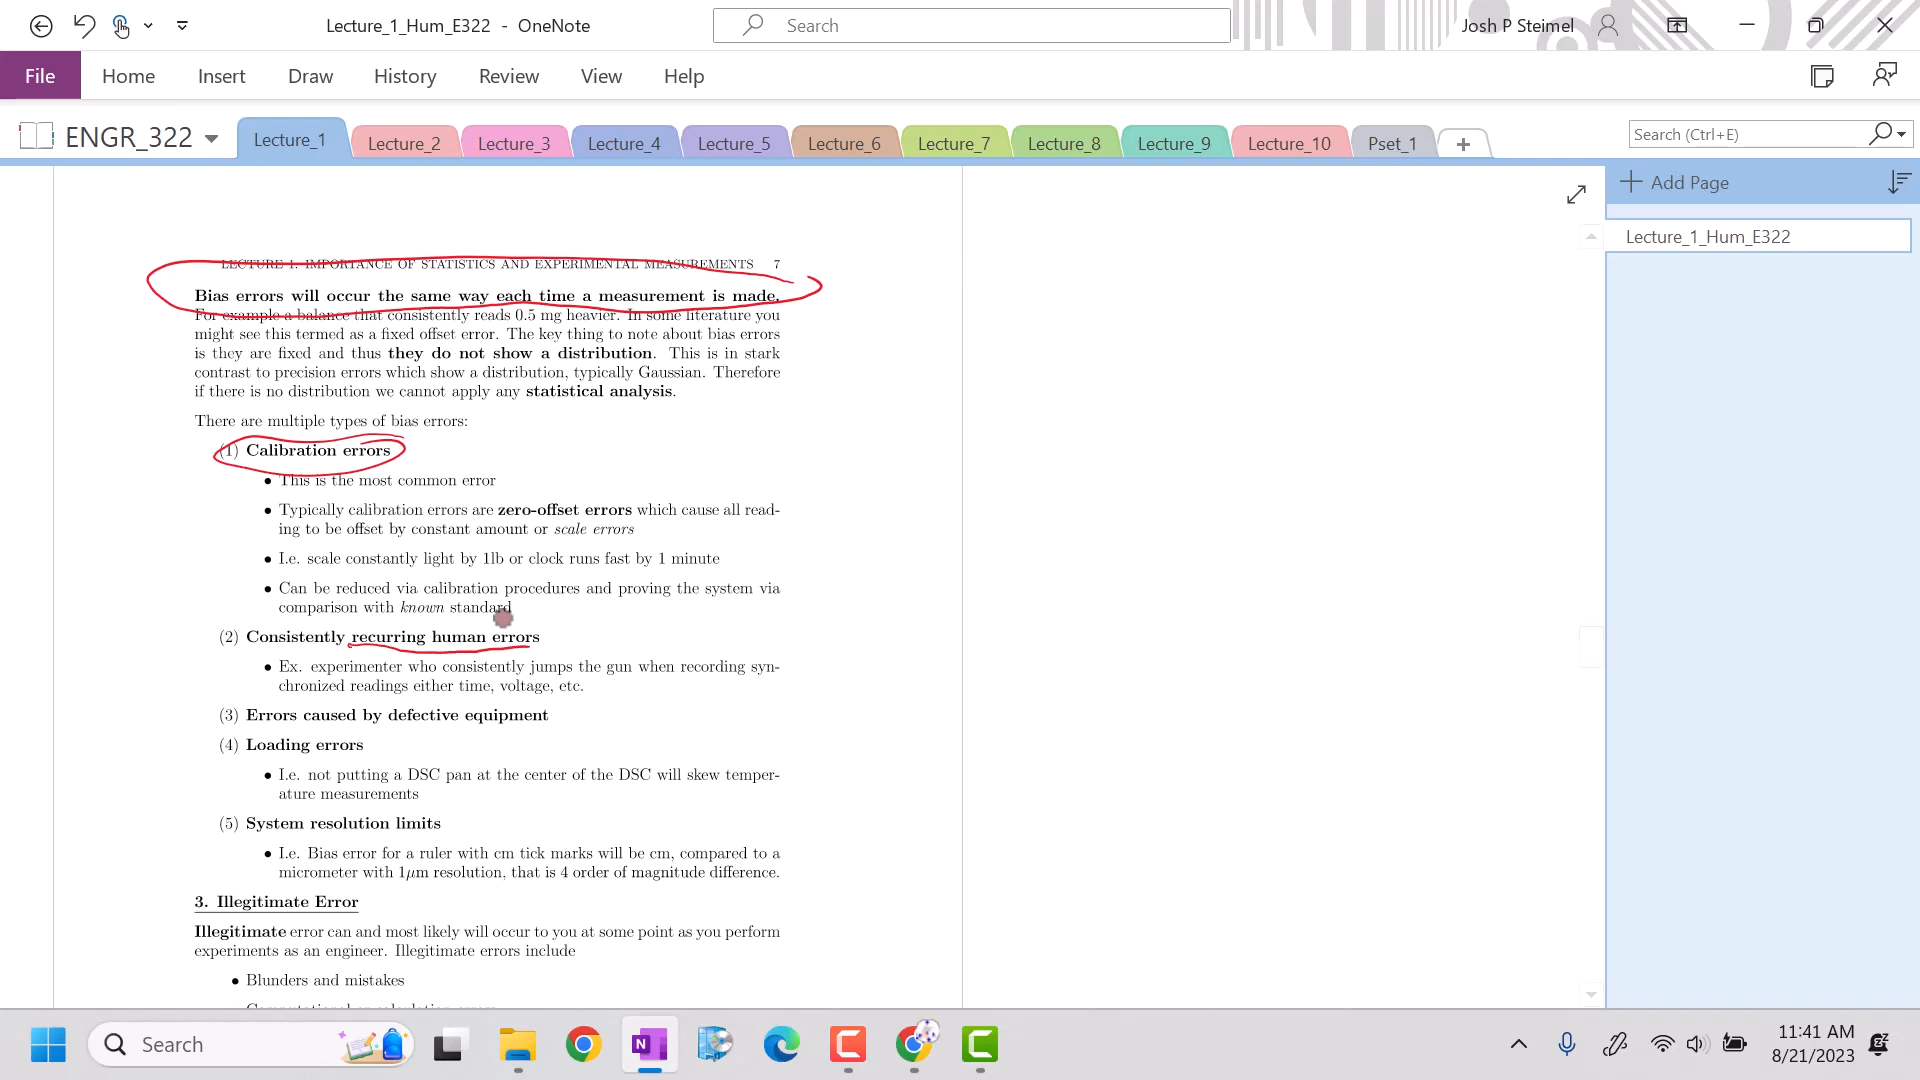 Lecture_1_Hum_E322 - OneNote
Search
Josh P Steimel
File Home Insert Draw History Review View Help
ENGR_322
Lecture_1 Lecture_2 Lecture_3 Lecture_4 Lecture_5 Lecture_6 Lecture_7 Lecture_8 Lecture_9 Lecture_10 Pset_1 +
Search (Ctrl+E)
Add Page
Lecture_1_Hum_E322
LECTURE 1. IMPORTANCE OF STATISTICS AND EXPERIMENTAL MEASUREMENTS 7
Bias errors will occur the same way each time a measurement is made.
For example a balance that consistently reads 0.5 mg heavier. In some literature you
might see this termed as a fixed offset error. The key thing to note about bias errors
is they are fixed and thus they do not show a distribution. This is in stark
contrast to precision errors which show a distribution, typically Gaussian. Therefore
if there is no distribution we cannot apply any statistical analysis.
There are multiple types of bias errors:
(1) Calibration errors
• This is the most common error
• Typically calibration errors are zero-offset errors which cause all read-
ing to be offset by constant amount or scale errors
• I.e. scale constantly light by 1lb or clock runs fast by 1 minute
• Can be reduced via calibration procedures and proving the system via
comparison with known standard
(2) Consistently recurring human errors
• Ex. experimenter who consistently jumps the gun when recording syn-
chronized readings either time, voltage, etc.
(3) Errors caused by defective equipment
(4) Loading errors
• I.e. not putting a DSC pan at the center of the DSC will skew temper-
ature measurements
(5) System resolution limits
• I.e. Bias error for a ruler with cm tick marks will be cm, compared to a
micrometer with 1μm resolution, that is 4 order of magnitude difference.
3. Illegitimate Error
Illegitimate error can and most likely will occur to you at some point as you perform
experiments as an engineer. Illegitimate errors include
• Blunders and mistakes
Search
11:41 AM
8/21/2023